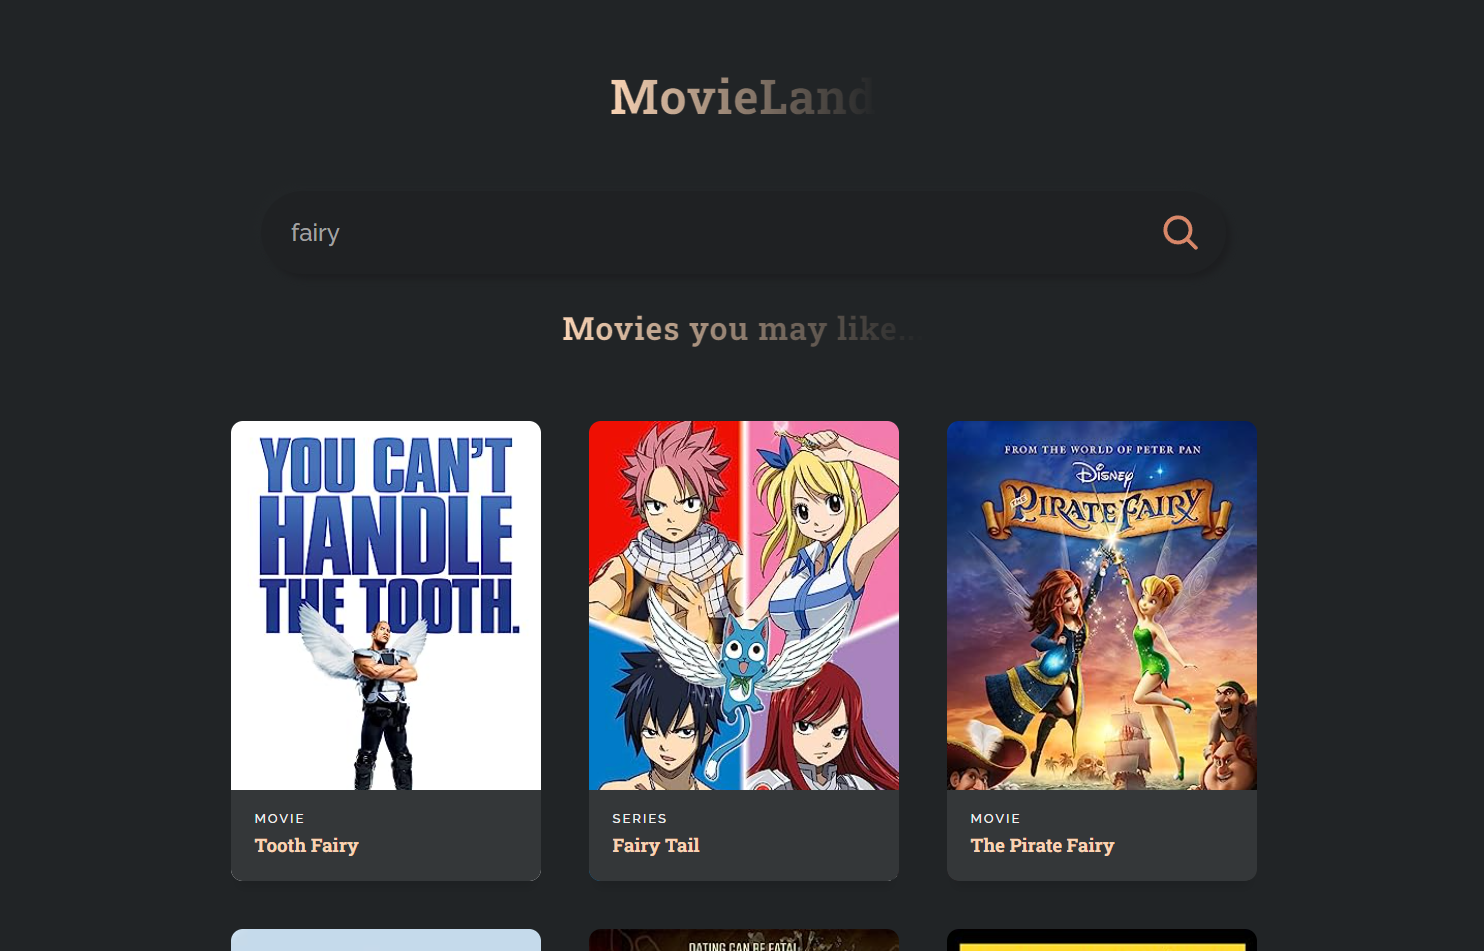 MovieLand
fairy
Movies you may like...
YOU CAN'T
HANDLE
THE TOOTH.
MOVIE
Tooth Fairy
SERIES
Fairy Tail
FROM THE WORLD OF PETER PAN
Disney
THE PIRATE FAIRY
MOVIE
The Pirate Fairy
DATING CAN BE FATAL